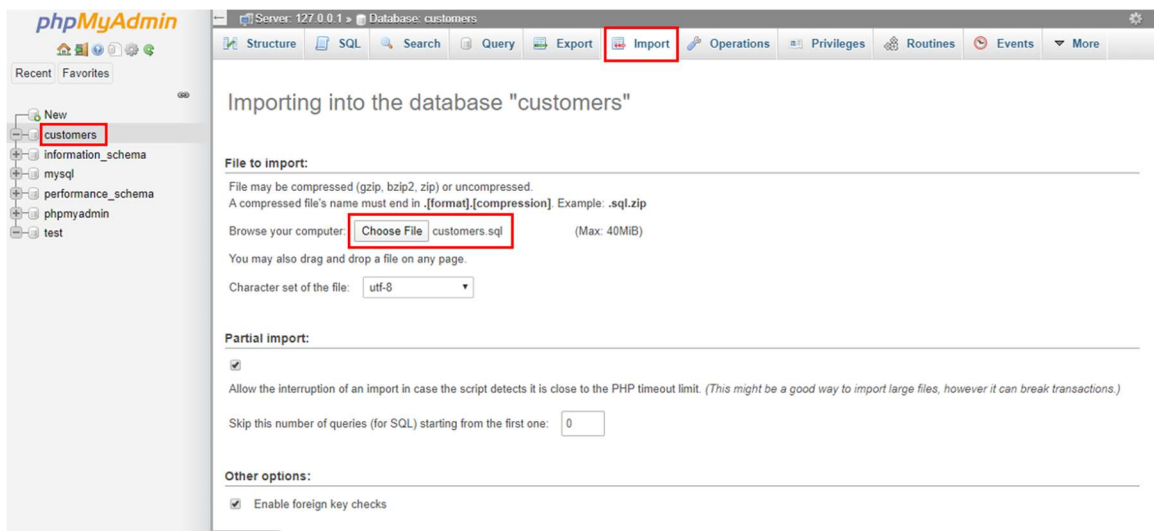 phpMyAdmin
Recent Favorites
New
customers
information_schema
mysql
performance_schema
phpmyadmin
test
Server: 127.0.0.1 » Database: customers
Structure SQL Search Query Export Import Operations Privileges Routines Events More
Importing into the database "customers"
File to import:
File may be compressed (gzip, bzip2, zip) or uncompressed.
A compressed file's name must end in .[format].[compression]. Example: .sql.zip
Browse your computer: Choose File customers.sql (Max: 40MiB)
You may also drag and drop a file on any page.
Character set of the file: utf-8
Partial import:
Allow the interruption of an import in case the script detects it is close to the PHP timeout limit. (This might be a good way to import large files, however it can break transactions.)
Skip this number of queries (for SQL) starting from the first one: 0
Other options:
Enable foreign key checks